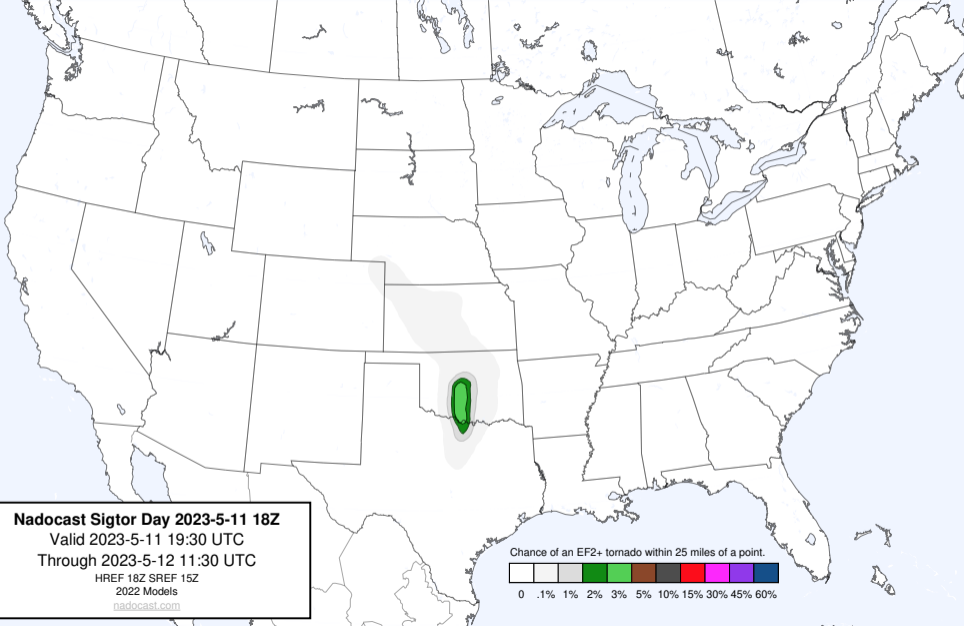 Nadocast Sigtor Day 2023-5-11 18Z
Valid 2023-5-11 19:30 UTC
Through 2023-5-12 11:30 UTC
HREF 18Z SREF 15Z
2022 Models
nadocast.com
Chance of an EF2+ tornado within 25 miles of a point.
0 .1% 1% 2% 3% 5% 10% 15% 30% 45% 60%